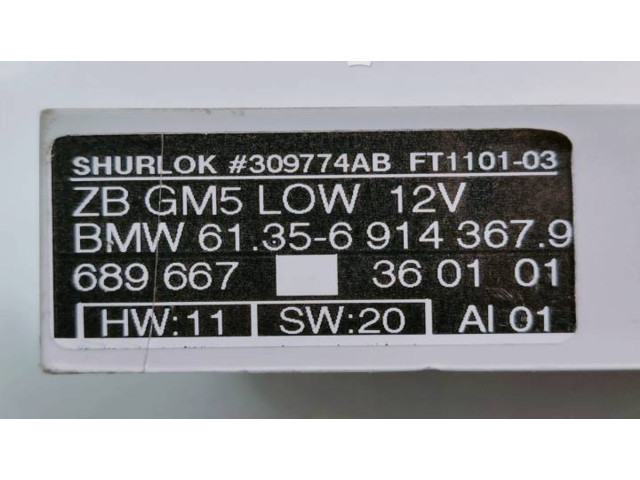 SHURLOK #309774AB FT1101-03
ZB GM5 LOW 12V
BMW 61.35-6 914 367.9
689 667 36 01 01
HW:11 SW:20 AI 01